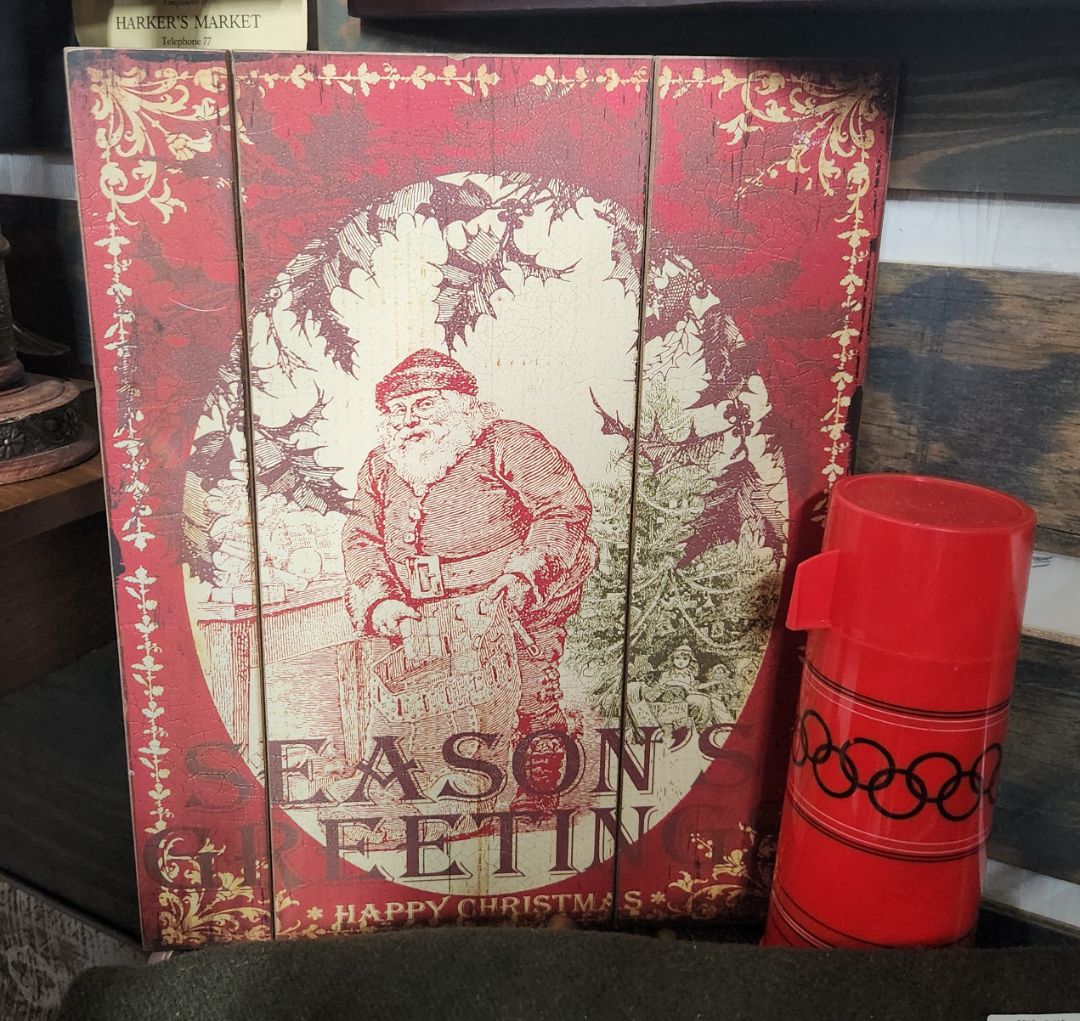 HARKER'S MARKET
Telephone 77
SEASON'S
GREETING
HAPPY CHRISTMAS